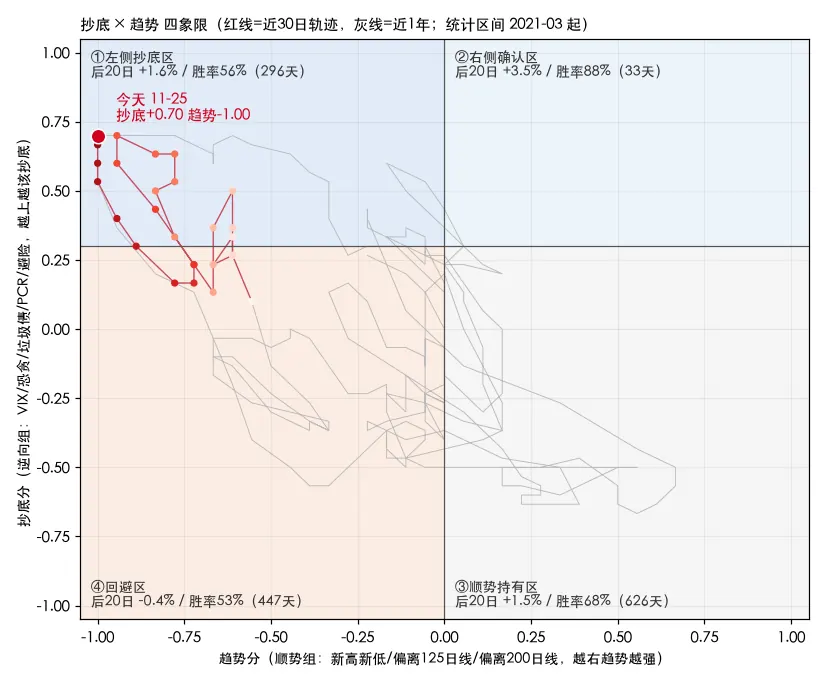 抄底 × 趋势 四象限（红线=近30日轨迹，灰线=近1年；统计区间 2021-03 起）
①左侧抄底区
后20日 +1.6% / 胜率56%（296天）
②右侧确认区
后20日 +3.5% / 胜率88%（33天）
今天 11-25
抄底+0.70 趋势-1.00
1.00
0.75
0.50
0.25
0.00
-0.25
-0.50
-0.75
-1.00
抄底分（逆向组：VIX/恐贪/垃圾债/PCR/避险，越上越该抄底）
④回避区
后20日 -0.4% / 胜率53%（447天）
③顺势持有区
后20日 +1.5% / 胜率68%（626天）
-1.00 -0.75 -0.50 -0.25 0.00 0.25 0.50 0.75 1.00
趋势分（顺势组：新高新低/偏离125日线/偏离200日线，越右趋势越强）